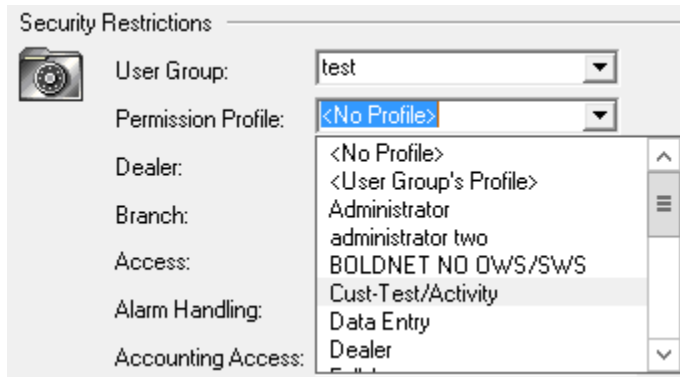 Security Restrictions
User Group: test
Permission Profile: <No Profile>
<No Profile>
Dealer:
<User Group's Profile>
Administrator
Branch:
administrator two
Access:
BOLDNET NO OWS/SWS
Cust-Test/Activity
Alarm Handling:
Data Entry
Accounting Access:
Dealer